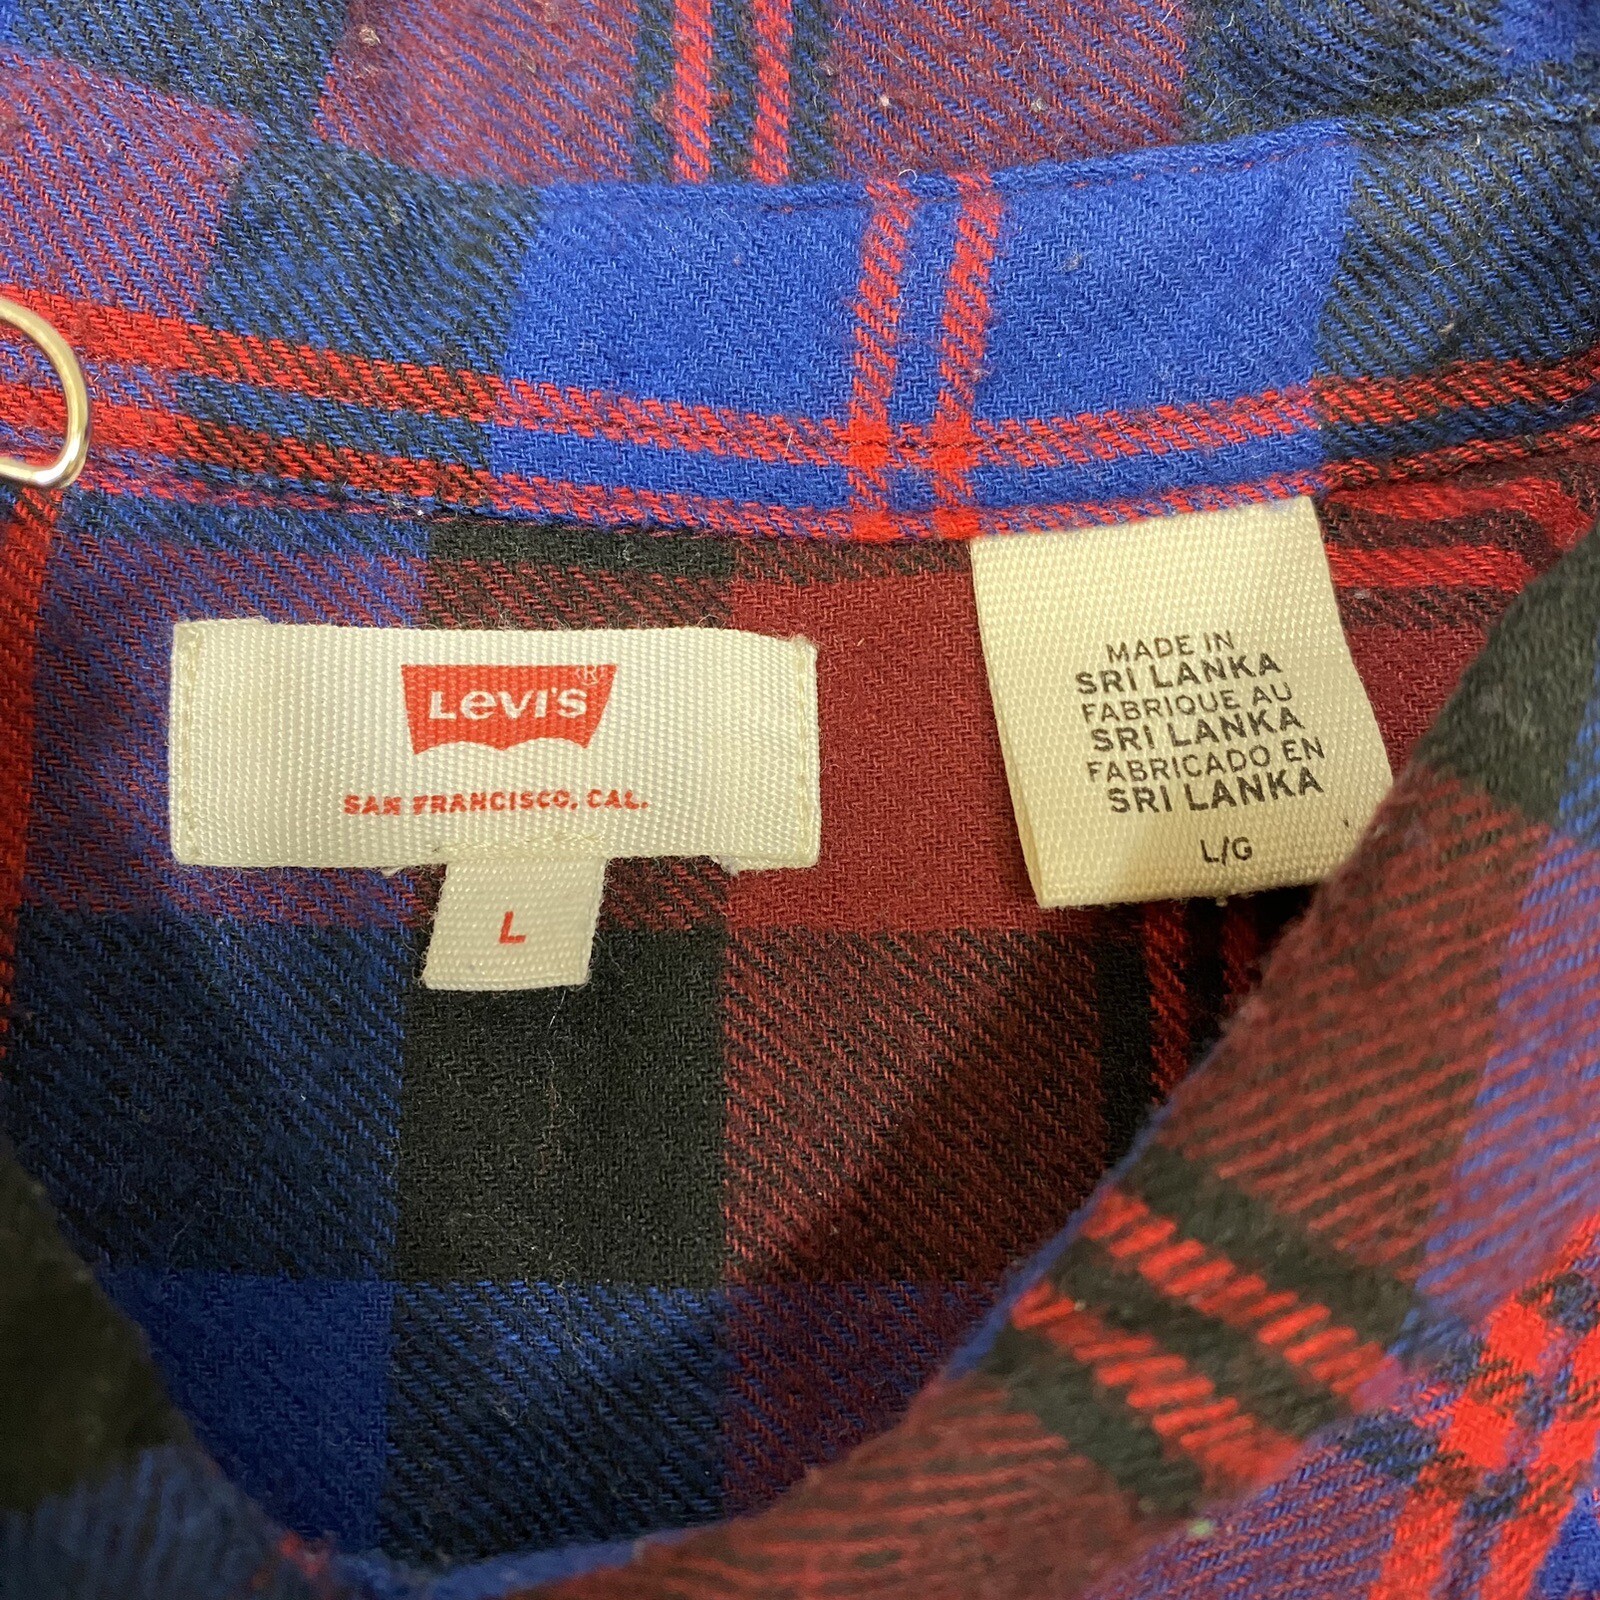 LEVI'S®
SAN FRANCISCO, CAL.
L
MADE IN
SRI LANKA
FABRIQUE AU
SRI LANKA
FABRICADO EN
SRI LANKA
L/G